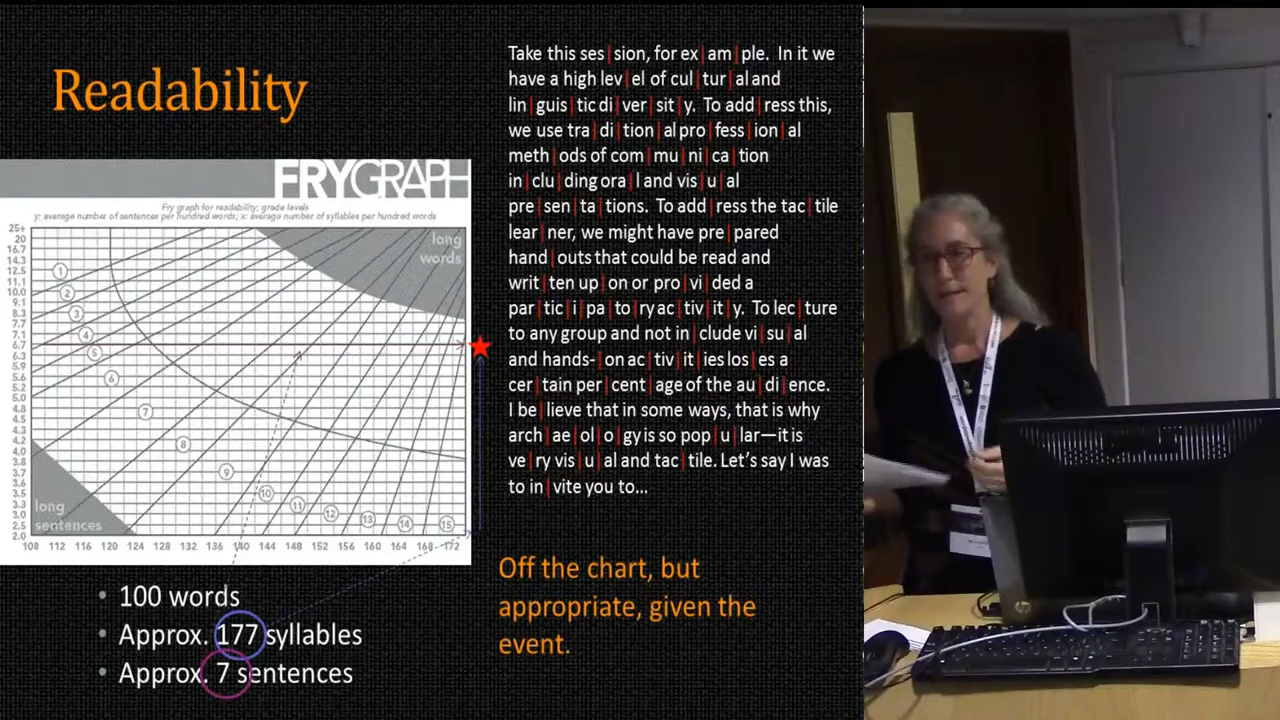 Readability
FRYGRAPH
Fry graph for readability; grade levels
y: average number of sentences per hundred words; x: average number of syllables per hundred words
long
words
25+
20
16.7
14.3
12.5
11.1
10.0
9.1
8.3
7.7
7.1
6.7
6.3
5.9
5.6
5.2
5.0
4.8
4.5
4.3
4.2
4.0
3.8
3.7
3.6
3.5
3.3
3.0
2.5
2.0
1
2
3
4
5
6
7
8
9
10
11
12
13
14
15
long
sentences
108 112 116 120 124 128 132 136 140 144 148 152 156 160 164 168 172
• 100 words
• Approx. 177 syllables
• Approx. 7 sentences
Take this ses|sion, for ex|am|ple. In it we
have a high lev|el of cul|tur|al and
lin|guis|tic di|ver|sit|y. To add|ress this,
we use tra|di|tion|al pro|fess|ion|al
meth|ods of com|mu|ni|ca|tion
in|clu|ding ora|l and vis|u|al
pre|sen|ta|tions. To add|ress the tac|tile
lear|ner, we might have pre|pared
hand|outs that could be read and
writ|ten up|on or pro|vi|ded a
par|tic|i|pa|to|ry ac|tiv|it|y. To lec|ture
to any group and not in|clude vi|su|al
and hands-|on ac|tiv|it|ies los|es a
cer|tain per|cent|age of the au|di|ence.
I be|lieve that in some ways, that is why
arch|ae|ol|o|gy is so pop|u|lar—it is
ve|ry vis|u|al and tac|tile. Let's say I was
to in|vite you to...
Off the chart, but
appropriate, given the
event.
hp